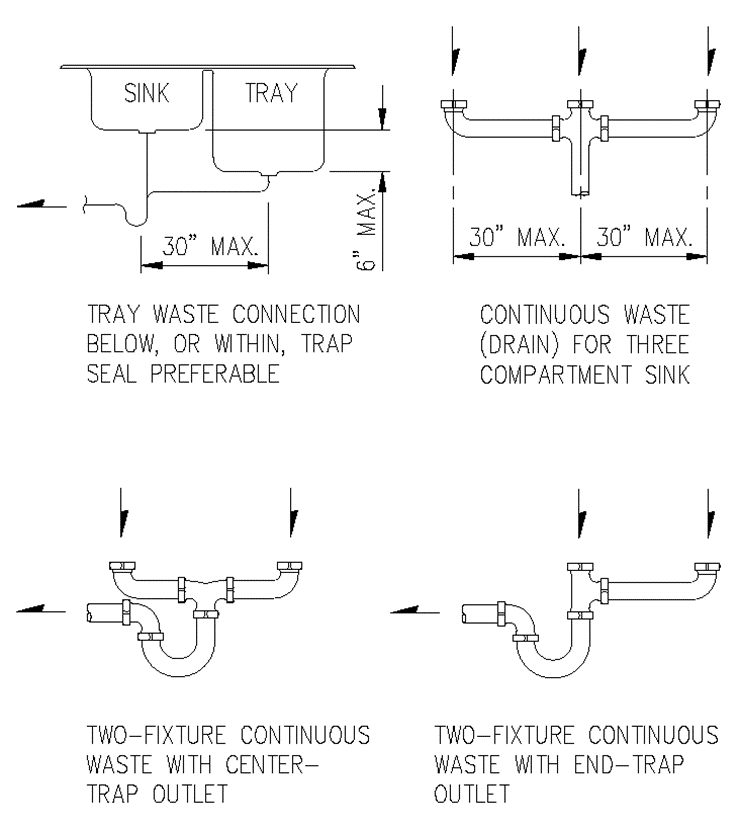 SINK
TRAY
30" MAX.
6" MAX.
TRAY WASTE CONNECTION
BELOW, OR WITHIN, TRAP
SEAL PREFERABLE
30" MAX.
30" MAX.
CONTINUOUS WASTE
(DRAIN) FOR THREE
COMPARTMENT SINK
TWO-FIXTURE CONTINUOUS
WASTE WITH CENTER-
TRAP OUTLET
TWO-FIXTURE CONTINUOUS
WASTE WITH END-TRAP
OUTLET